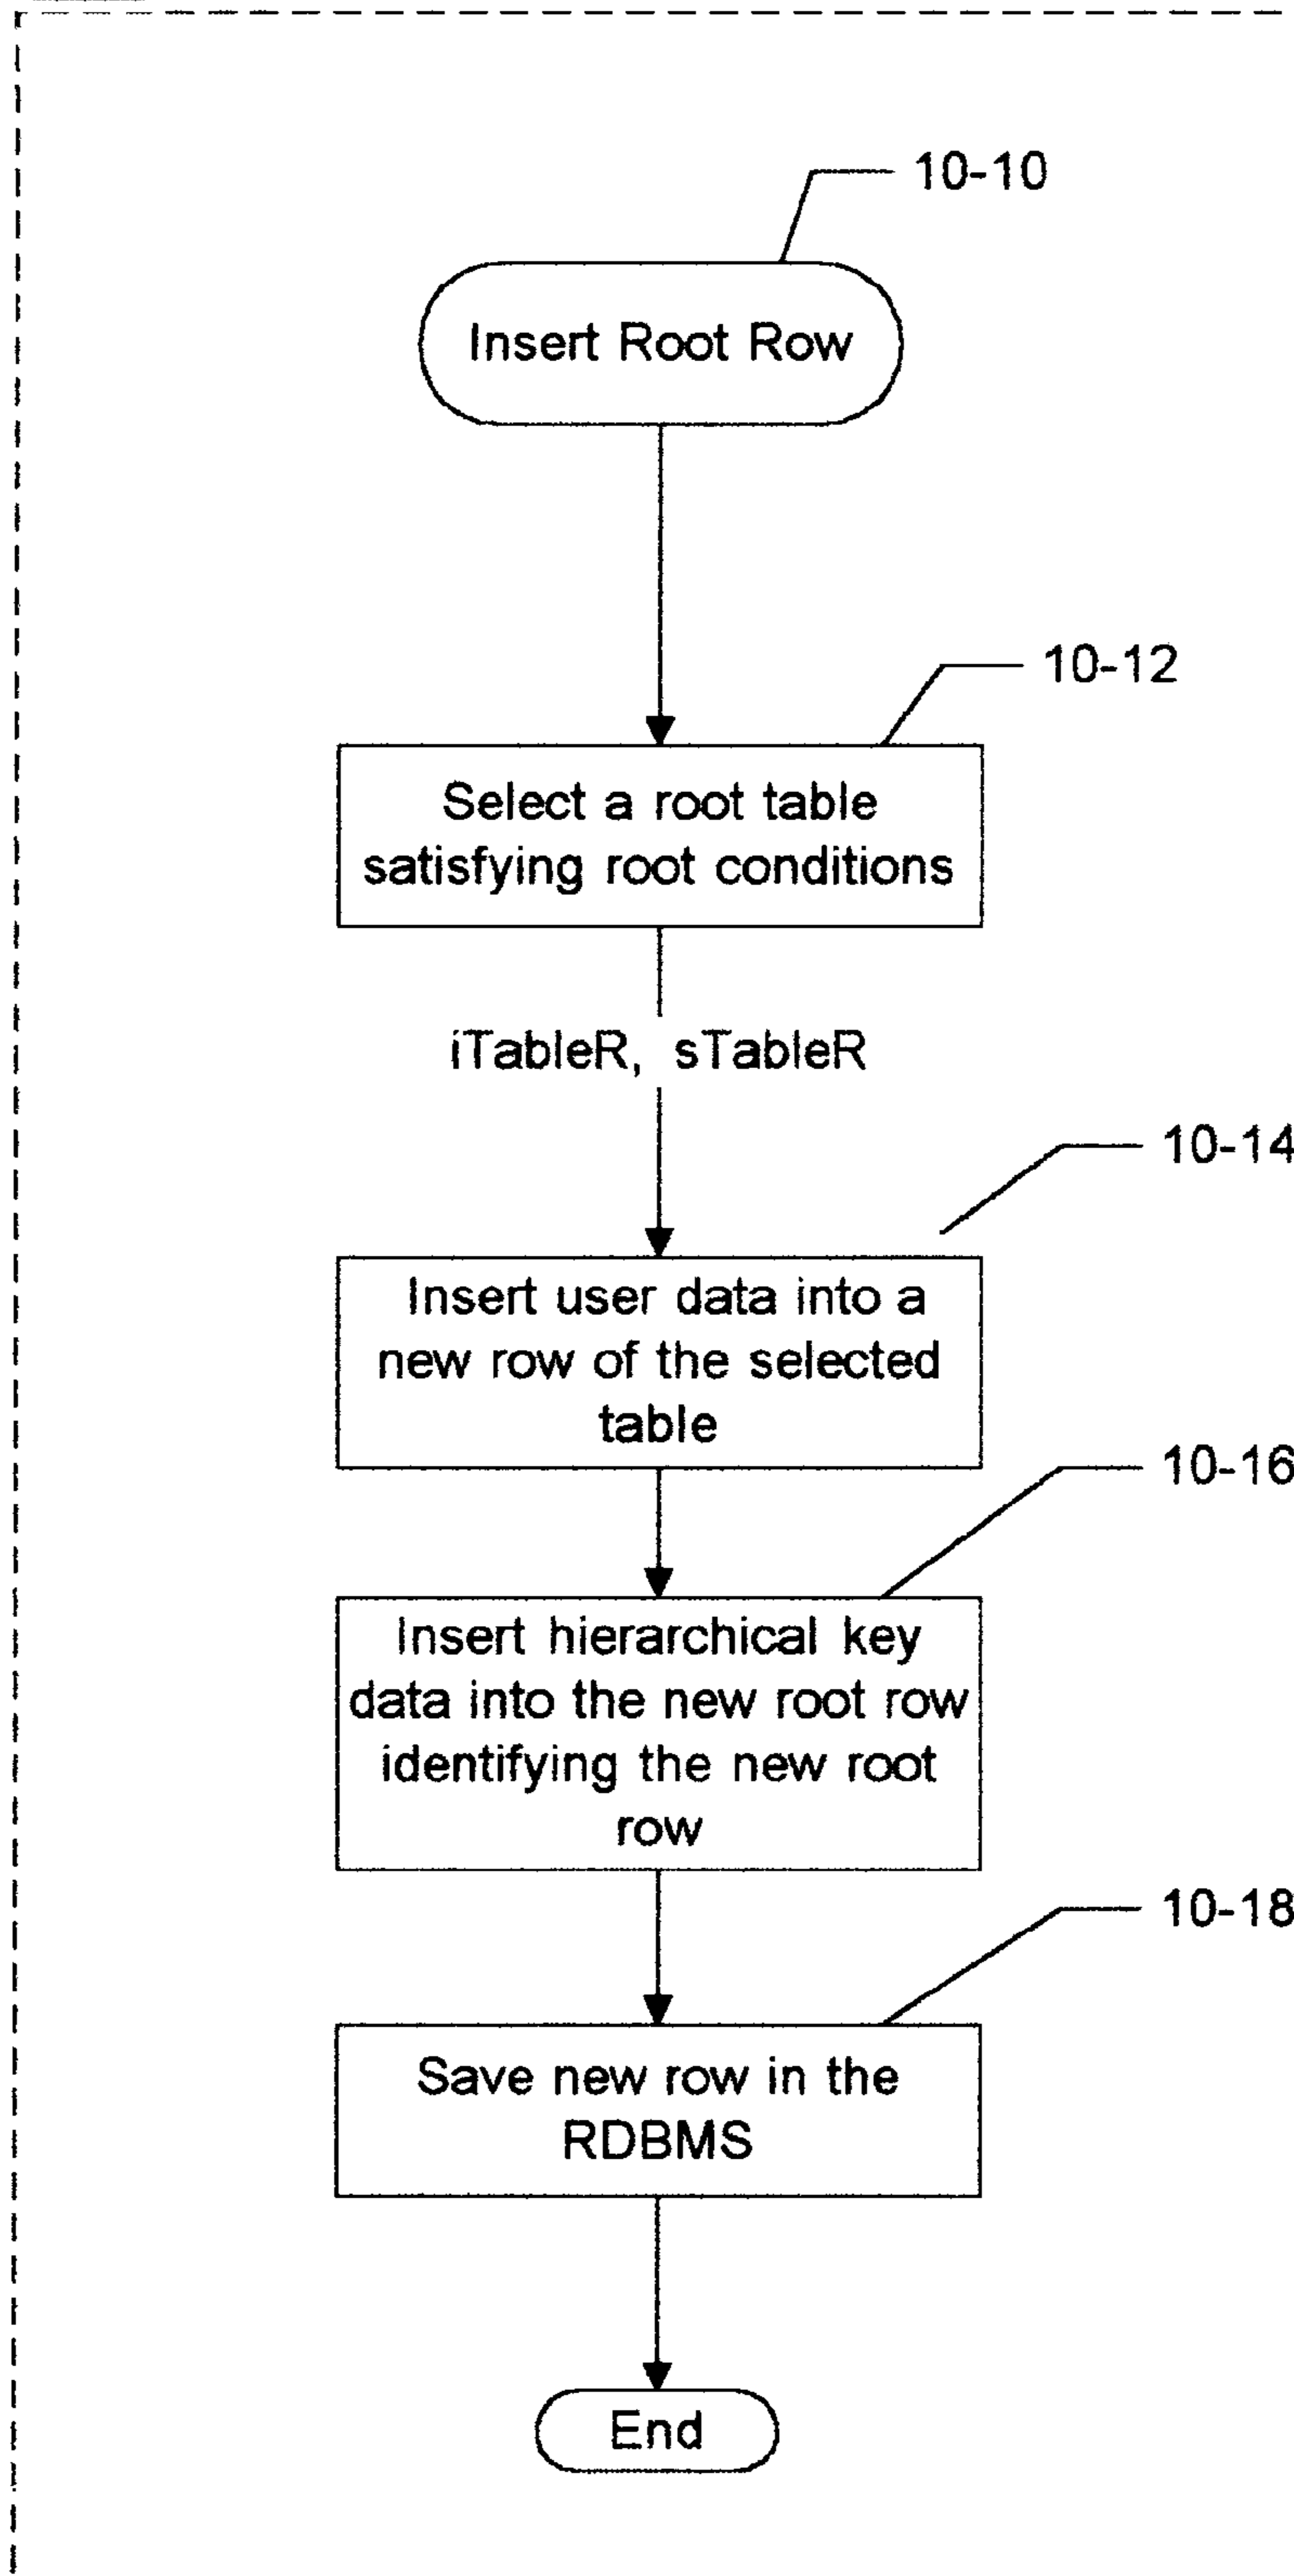 10-10
Insert Root Row
10-12
Select a root table
satisfying root conditions
iTableR, sTableR
10-14
Insert user data into a
new row of the selected
table
10-16
Insert hierarchical key
data into the new root row
identifying the new root
row
10-18
Save new row in the
RDBMS
End